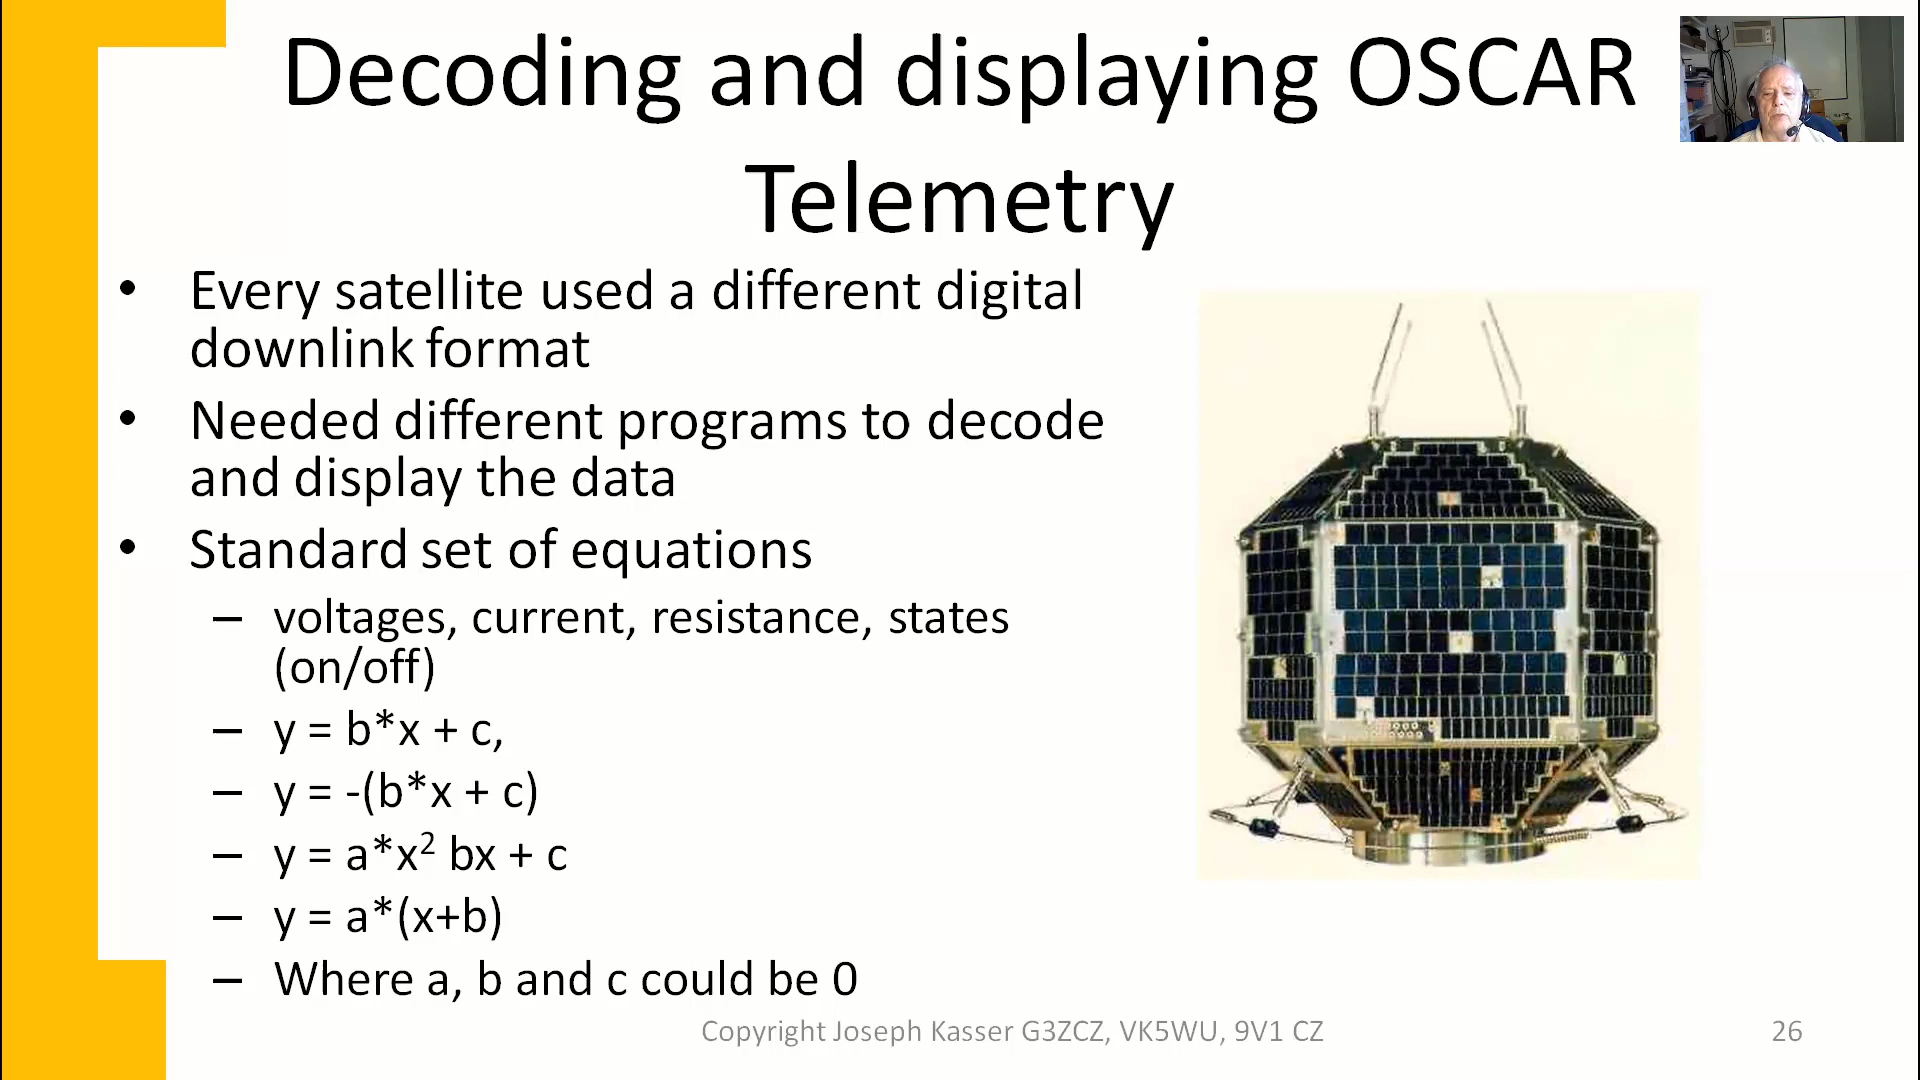 Decoding and displaying OSCAR
Telemetry
• Every satellite used a different digital
downlink format
• Needed different programs to decode
and display the data
• Standard set of equations
– voltages, current, resistance, states
(on/off)
– y = b*x + c,
– y = -(b*x + c)
– y = a*x² bx + c
– y = a*(x+b)
– Where a, b and c could be 0
Copyright Joseph Kasser G3ZCZ, VK5WU, 9V1 CZ
26